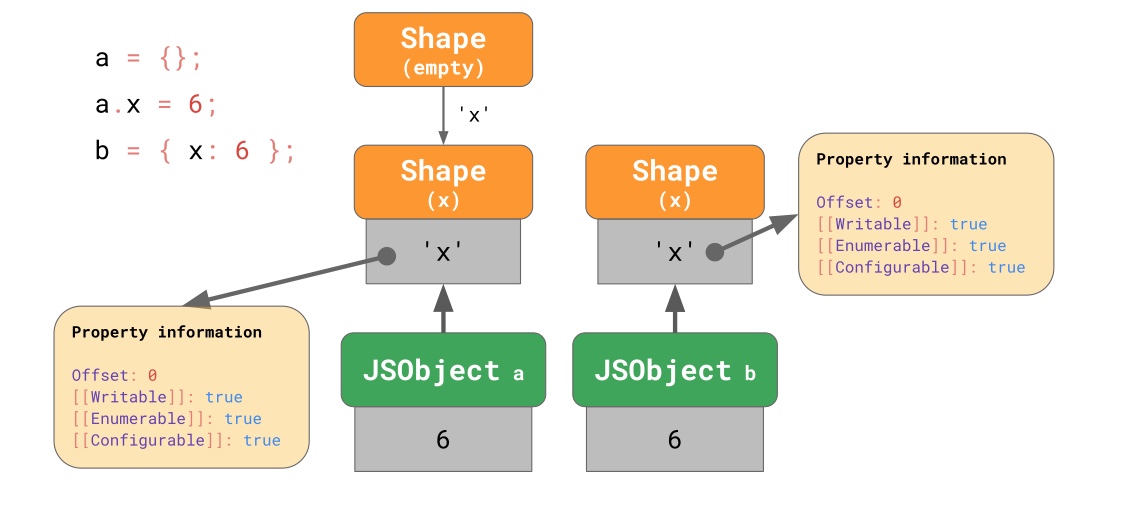 a = {};
a.x = 6;
b = { x: 6 };
Shape
(empty)
'x'
Shape
(x)
'x'
Shape
(x)
'x'
Property information
Offset: 0
[[Writable]]: true
[[Enumerable]]: true
[[Configurable]]: true
Property information
Offset: 0
[[Writable]]: true
[[Enumerable]]: true
[[Configurable]]: true
JSObject a
6
JSObject b
6